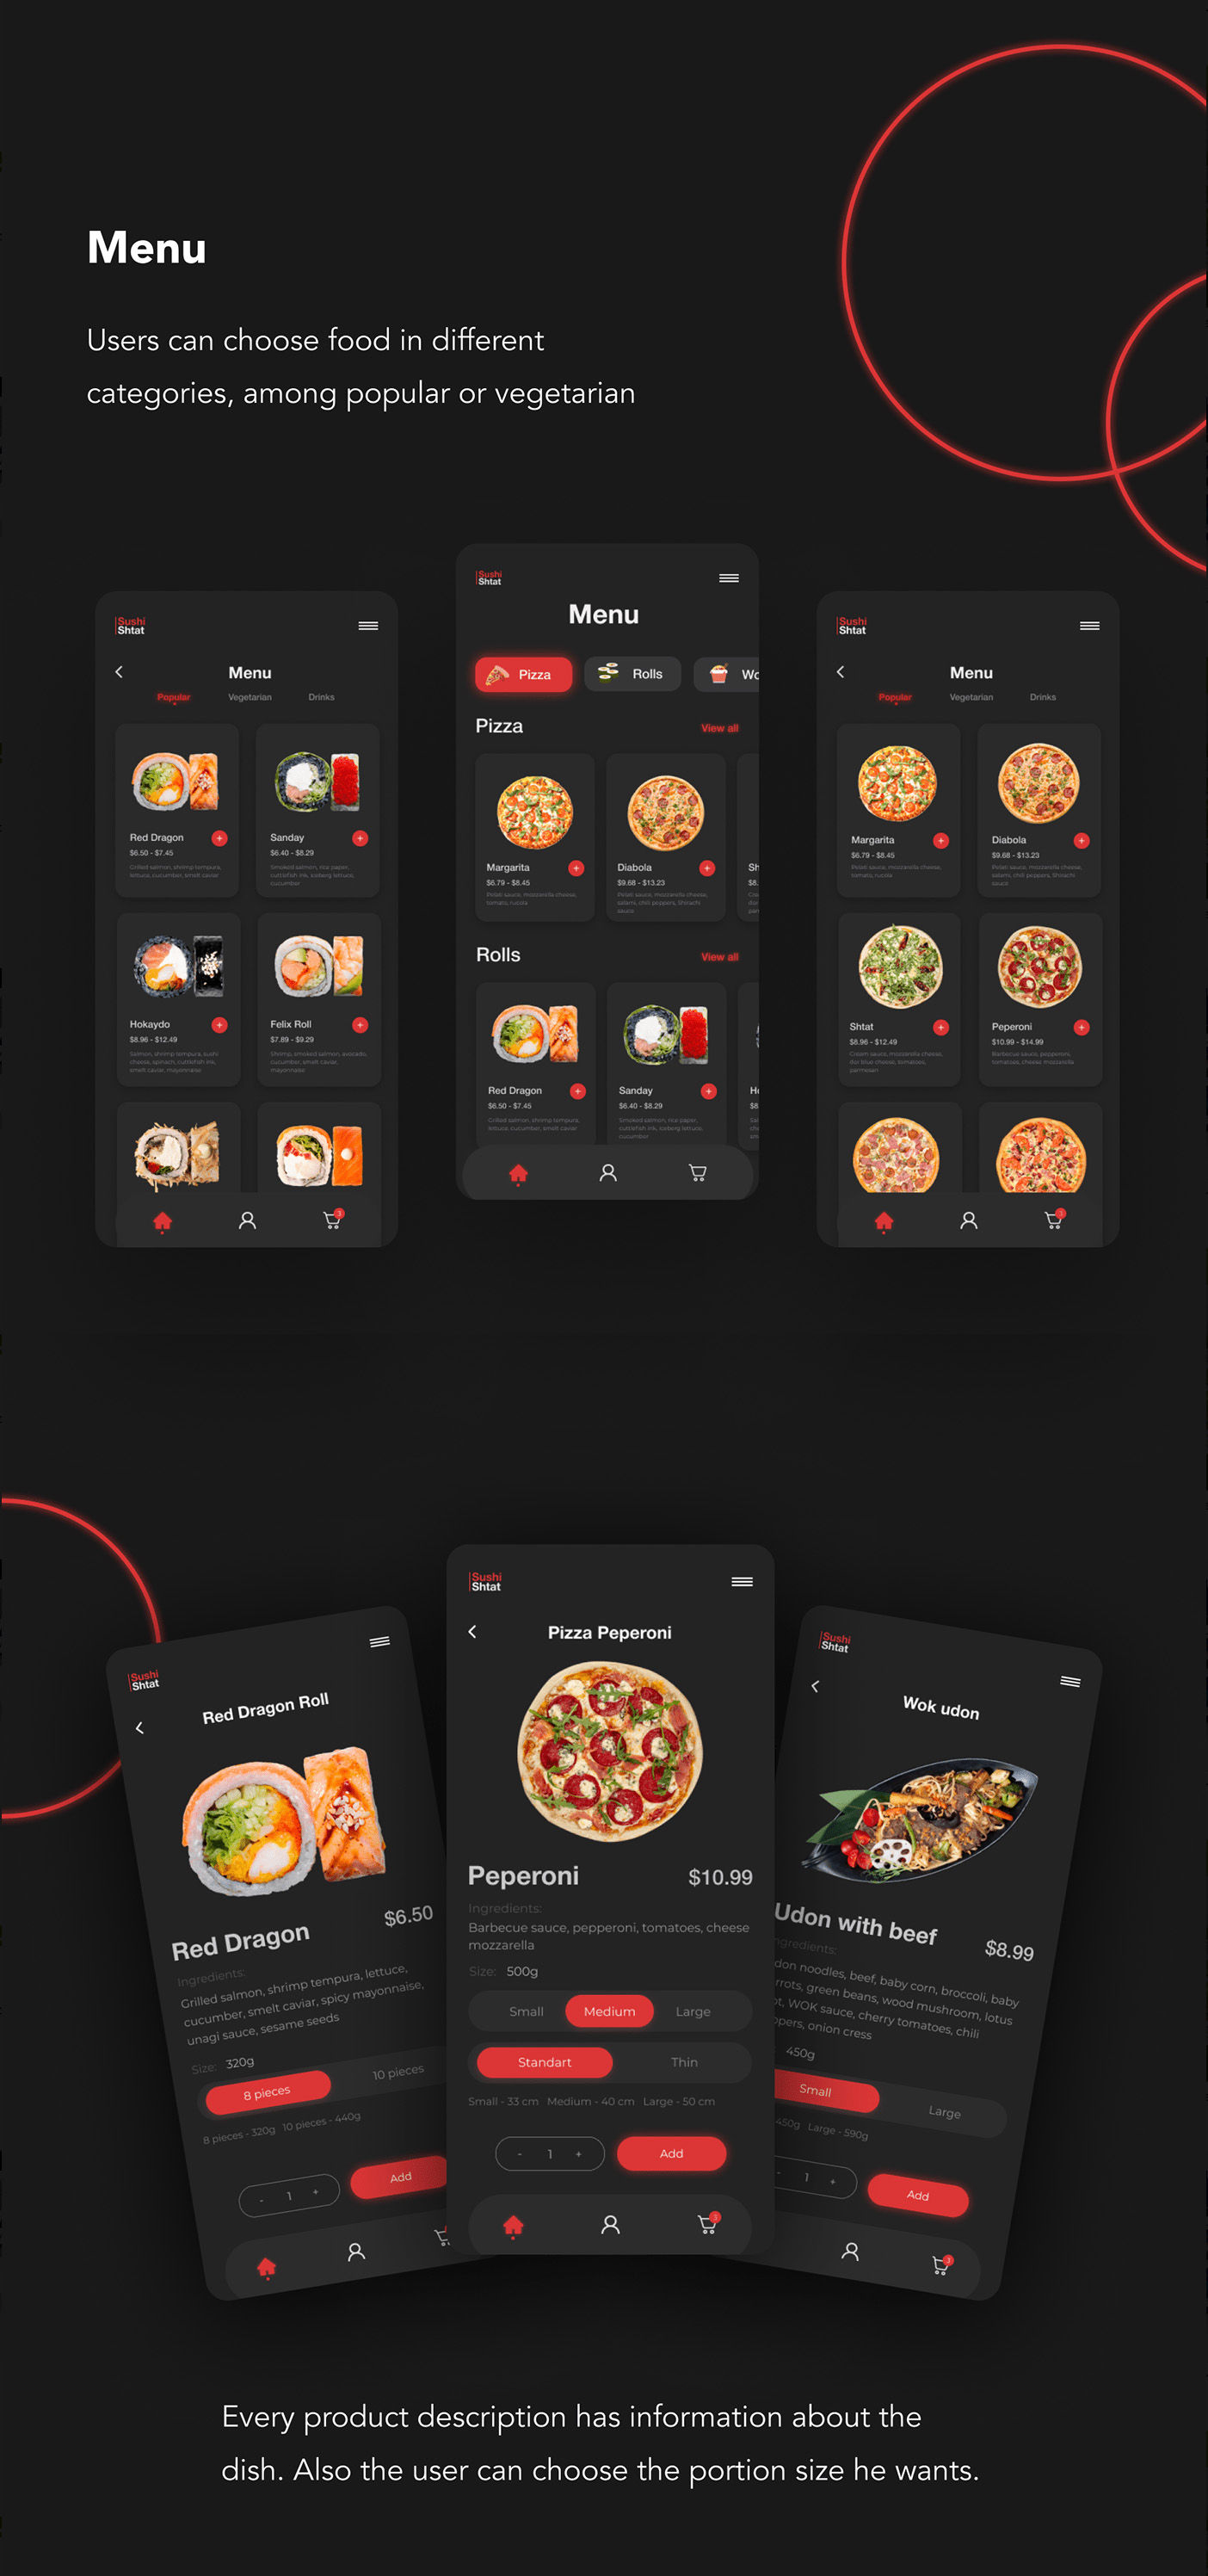 Menu
Users can choose food in different
categories, among popular or vegetarian
Sushi
Shtat
Menu
Popular Vegetarian Drinks
Red Dragon
+
$6.50 - $7.45
Grilled salmon, shrimp tempura,
lettuce, cucumber, smelt caviar
Sanday
+
$6.40 - $8.29
Smoked salmon, rice paper,
cuttlefish ink, iceberg lettuce,
cucumber
Hokaydo
+
$8.96 - $12.49
Salmon, shrimp tempura, sushi
cheese, spinach, cuttlefish ink,
smelt caviar, mayonnaise
Felix Roll
+
$7.89 - $9.29
Shrimp, smoked salmon, avocado,
cucumber, smelt caviar,
mayonnaise
3
Sushi
Shtat
Menu
Pizza
Rolls
Wo
Pizza
View all
Margarita
+
$6.79 - $8.45
Pelati sauce, mozzarella cheese,
tomato, rucola
Diabola
+
$9.68 - $13.23
Pelati sauce, mozzarella cheese,
salami, chili poppers, Shirachi
sauce
Sh
$8.
Rolls
View all
Red Dragon
+
$6.50 - $7.45
Grilled salmon, shrimp tempura,
lettuce, cucumber, smelt caviar
Sanday
+
$6.40 - $8.29
Smoked salmon, rice paper,
cuttlefish ink, iceberg lettuce,
cucumber
H
$8
Sushi
Shtat
Menu
Popular Vegetarian Drinks
Margarita
+
$6.79 - $8.45
Pelati sauce, mozzarella cheese,
tomato, rucola
Diabola
+
$9.68 - $13.23
Pelati sauce, mozzarella cheese,
salami, chili poppers, Shirachi
sauce
Shtat
+
$8.96 - $12.49
Cream sauce, mozzarella cheese,
dor blue cheese, tomatoes,
parmesan
Peperoni
+
$10.99 - $14.99
Barbecue sauce, pepperoni,
tomatoes, cheese mozzarella
3
Sushi
Shtat
Red Dragon Roll
Red Dragon
$6.50
Ingredients:
Grilled salmon, shrimp tempura, lettuce,
cucumber, smelt caviar, spicy mayonnaise,
unagi sauce, sesame seeds
Size: 320g
8 pieces 10 pieces
8 pieces - 320g 10 pieces - 440g
- 1 +
Add
Sushi
Shtat
Pizza Peperoni
Peperoni
$10.99
Ingredients:
Barbecue sauce, pepperoni, tomatoes, cheese
mozzarella
Size: 500g
Small Medium Large
Standart Thin
Small - 33 cm Medium - 40 cm Large - 50 cm
- 1 +
Add
3
Sushi
Shtat
Wok udon
Udon with beef
$8.99
ngredients:
don noodles, beef, baby corn, broccoli, baby
rrots, green beans, wood mushroom, lotus
ot, WOK sauce, cherry tomatoes, chili
ppers, onion cress
450g
Small Large
450g Large - 590g
- 1 +
Add
3
Every product description has information about the
dish. Also the user can choose the portion size he wants.